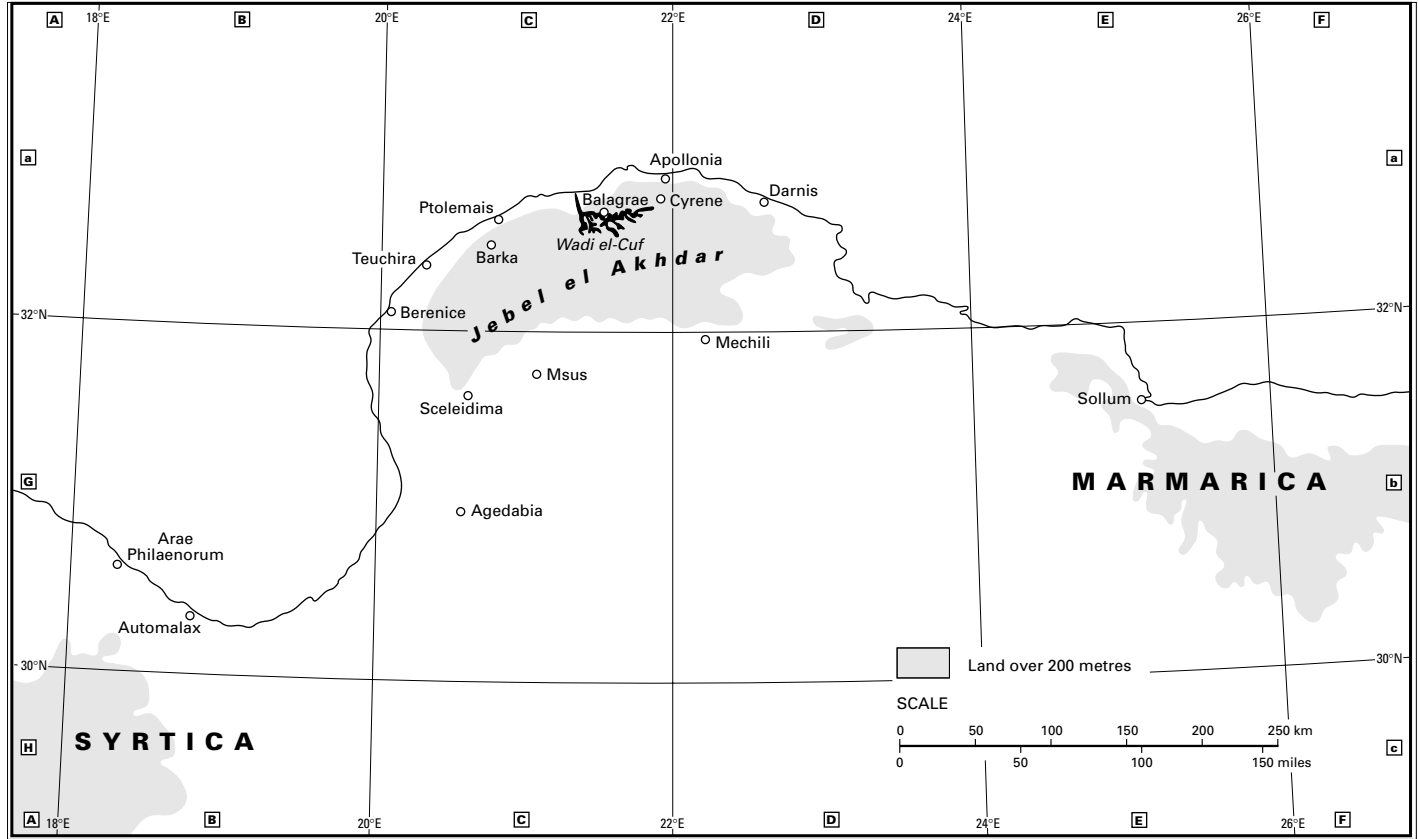 A 18°E B 20°E C 22°E D 24°E E 26°E F
a a
Apollonia
Darnis
Balagrae Cyrene
Ptolemais
Wadi el-Cuf
Barka
Teuchira
Jebel el Akhdar
32°N Berenice 32°N
Mechili
Msus
Sceleidima
Sollum
G MARMARICA b
Agedabia
Arae
Philaenorum
Automalax
30°N 30°N
Land over 200 metres
SCALE
0 50 100 150 200 250 km
0 50 100 150 miles
H SYRTICA c
A 18°E B 20°E C 22°E D 24°E E 26°E F